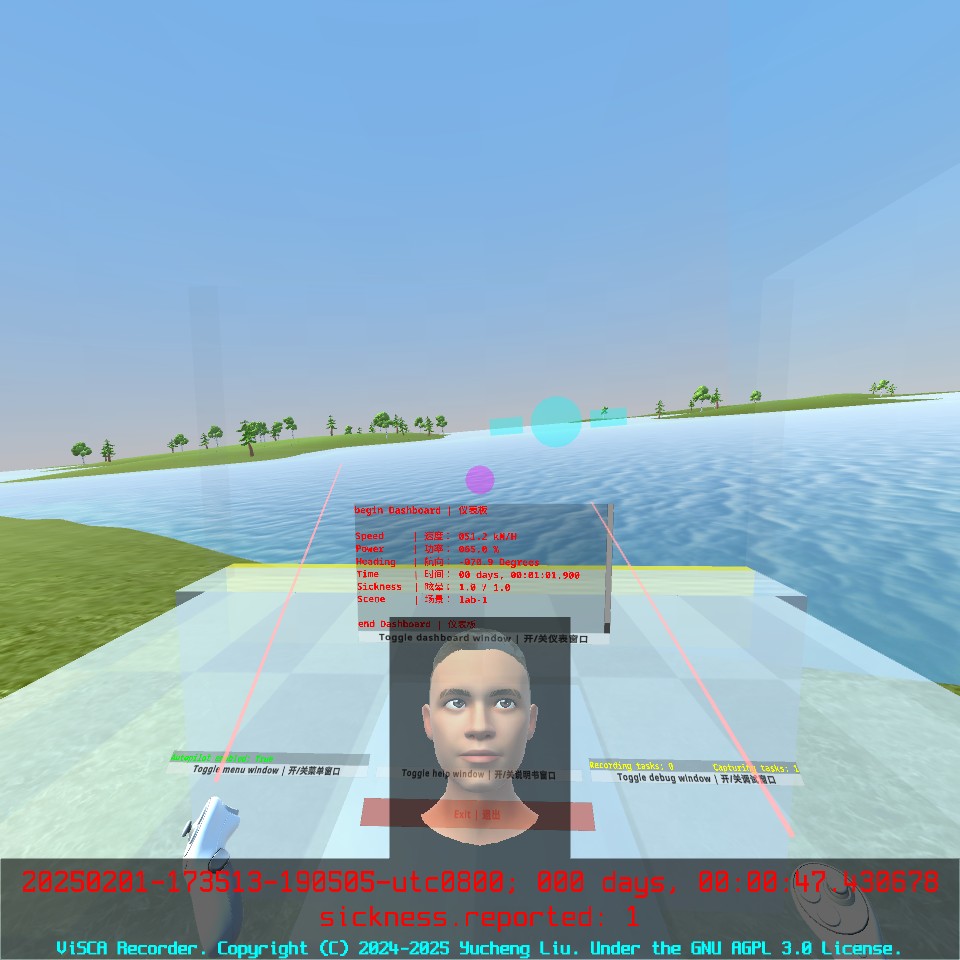 begin Dashboard | 仪表板
Speed | 速度： 051.2 kM/H
Power | 功率： 065.0 %
Heading | 航向： -070.9 Degrees
Time | 时间： 00 days, 00:01:01.900
Sickness | 眩晕： 1.0 / 1.0
Scene | 场景： lab-1
end Dashboard | 仪表板
Toggle dashboard window | 开/关仪表窗口
Autopilot enabled: True
Toggle menu window | 开/关菜单窗口
Toggle help window | 开/关说明书窗口
Recording tasks: 0 Capturing tasks: 1
Toggle debug window | 开/关调试窗口
Exit | 退出
20250201-173513-190505-utc0800; 000 days, 00:00:47.430678
sickness.reported: 1
ViSCA Recorder. Copyright (C) 2024-2025 Yucheng Liu. Under the GNU AGPL 3.0 License.